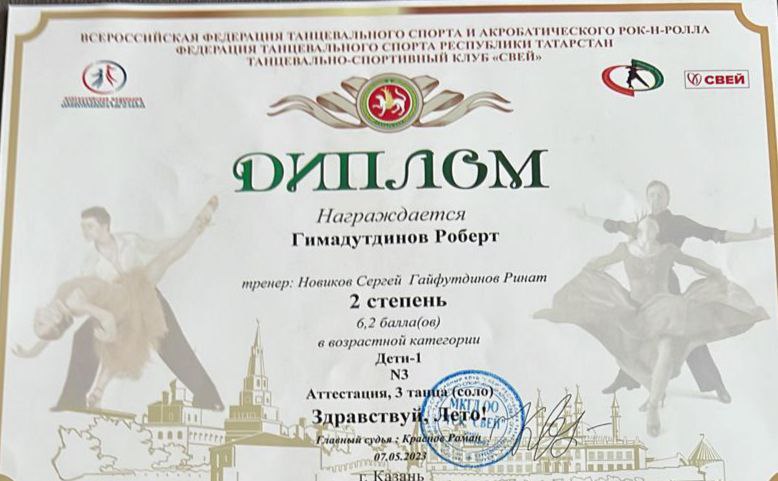 ВСЕРОССИЙСКАЯ ФЕДЕРАЦИЯ ТАНЦЕВАЛЬНОГО СПОРТА И АКРОБАТИЧЕСКОГО РОК-Н-РОЛЛА
ФЕДЕРАЦИЯ ТАНЦЕВАЛЬНОГО СПОРТА РЕСПУБЛИКИ ТАТАРСТАН
ТАНЦЕВАЛЬНО-СПОРТИВНЫЙ КЛУБ «СВЕЙ»
СВЕЙ
ДИПЛОМ
Награждается
Гимадутдинов Роберт
тренер: Новиков Сергей Гайфутдинов Ринат
2 степень
6,2 балла(ов)
в возрастной категории
Дети-1
N3
Аттестация, 3 танца (соло)
Здравствуй, Лето!
Главный судья : Краснов Раман
07.05.2023
г. Казань
СВЕЙ